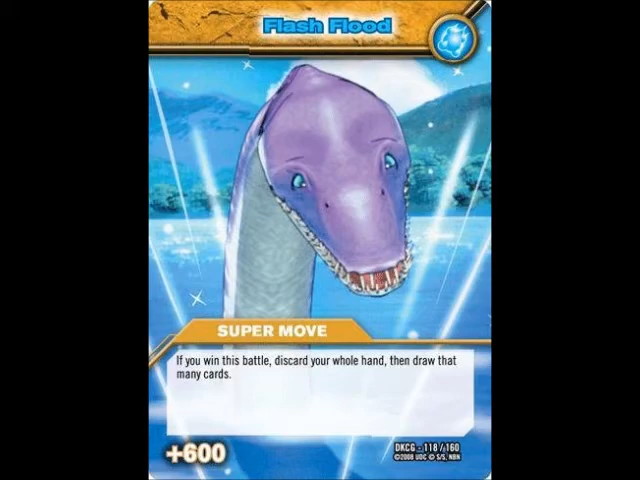 Flash Flood
SUPER MOVE
If you win this battle, discard your whole hand, then draw that
many cards.
+600
DKCG - 118/160
©2008 UDC © S/S, NBN